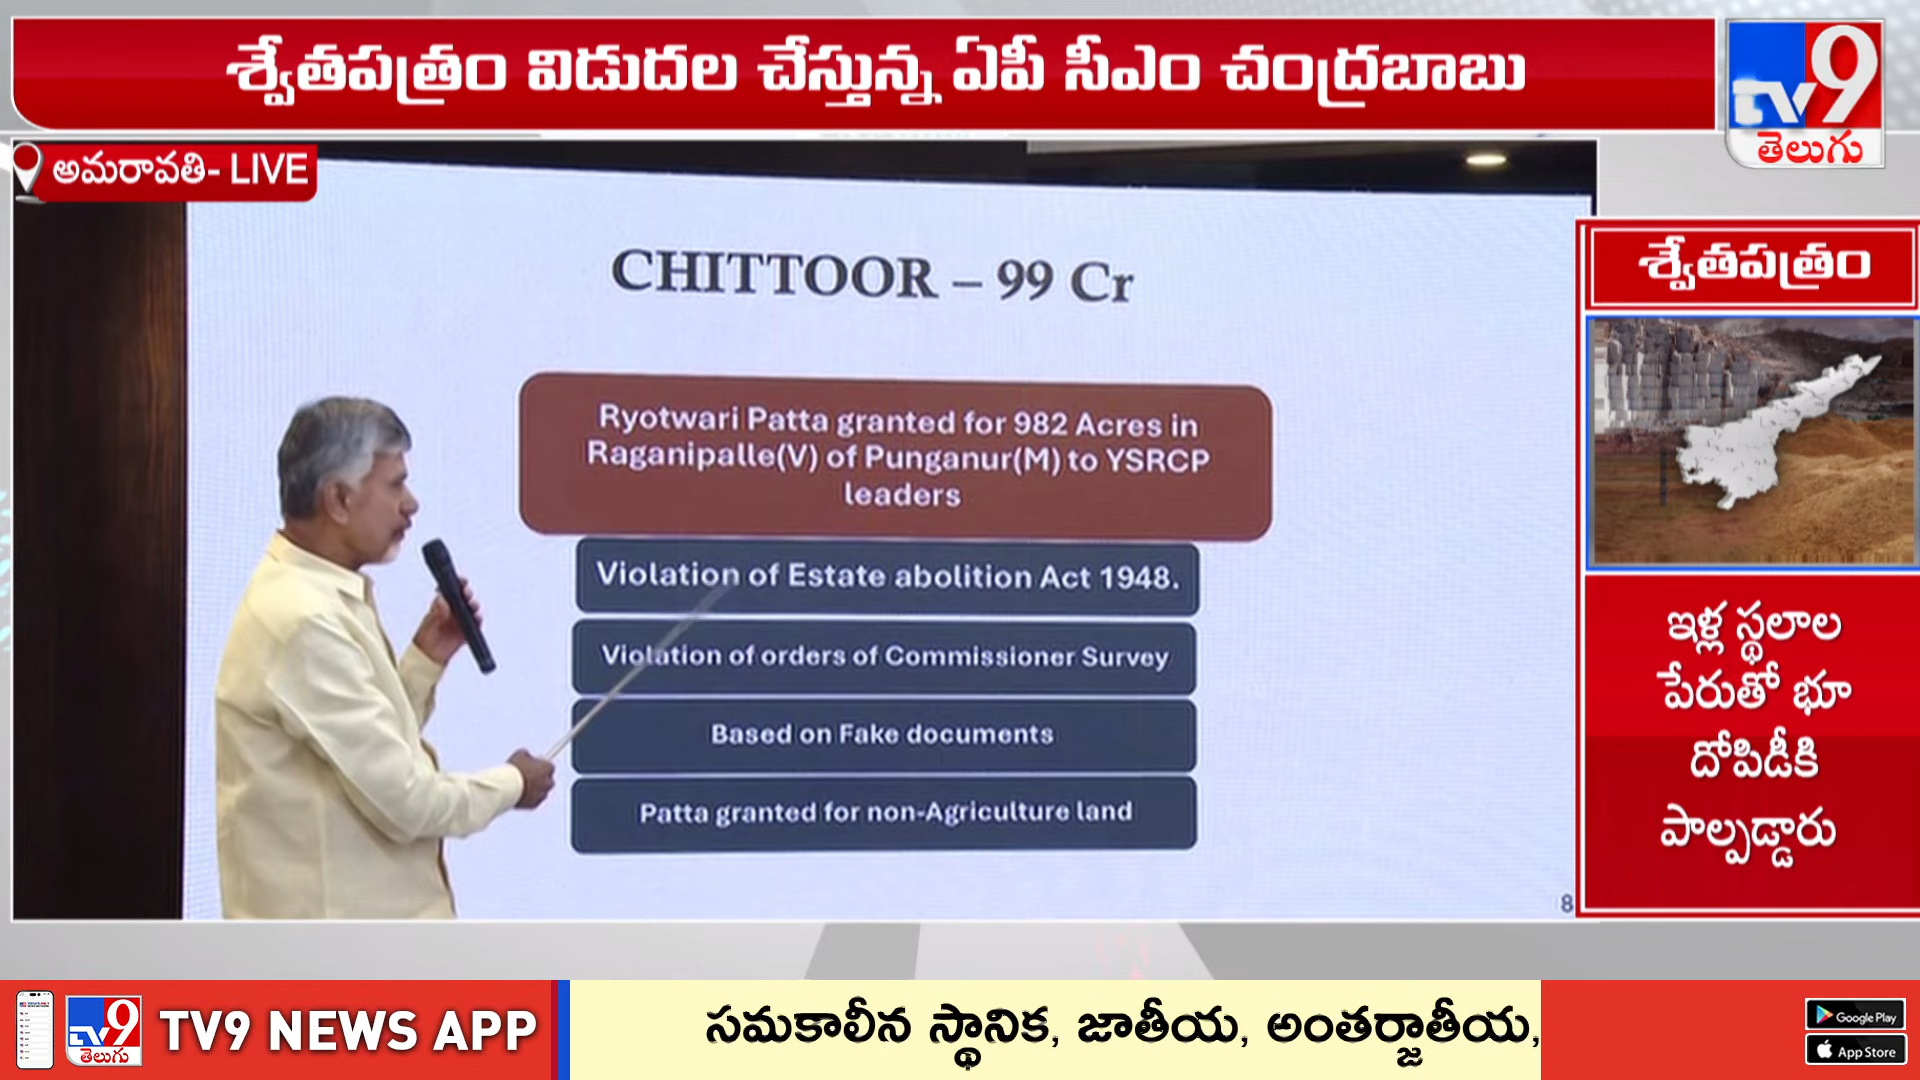 శ్వేతపత్రం విడుదల చేస్తున్న ఏపీ సీఎం చంద్రబాబు
TV9
తెలుగు
అమరావతి- LIVE
CHITTOOR – 99 Cr
Ryotwari Patta granted for 982 Acres in
Raganipalle(V) of Punganur(M) to YSRCP
leaders
Violation of Estate abolition Act 1948.
Violation of orders of Commissioner Survey
Based on Fake documents
Patta granted for non-Agriculture land
8
శ్వేతపత్రం
ఇళ్ల స్థలాల
పేరుతో భూ
దోపిడీకి
పాల్పడ్డారు
TV9
తెలుగు
TV9 NEWS APP
సమకాలీన స్థానిక, జాతీయ, అంతర్జాతీయ,
Google Play
App Store